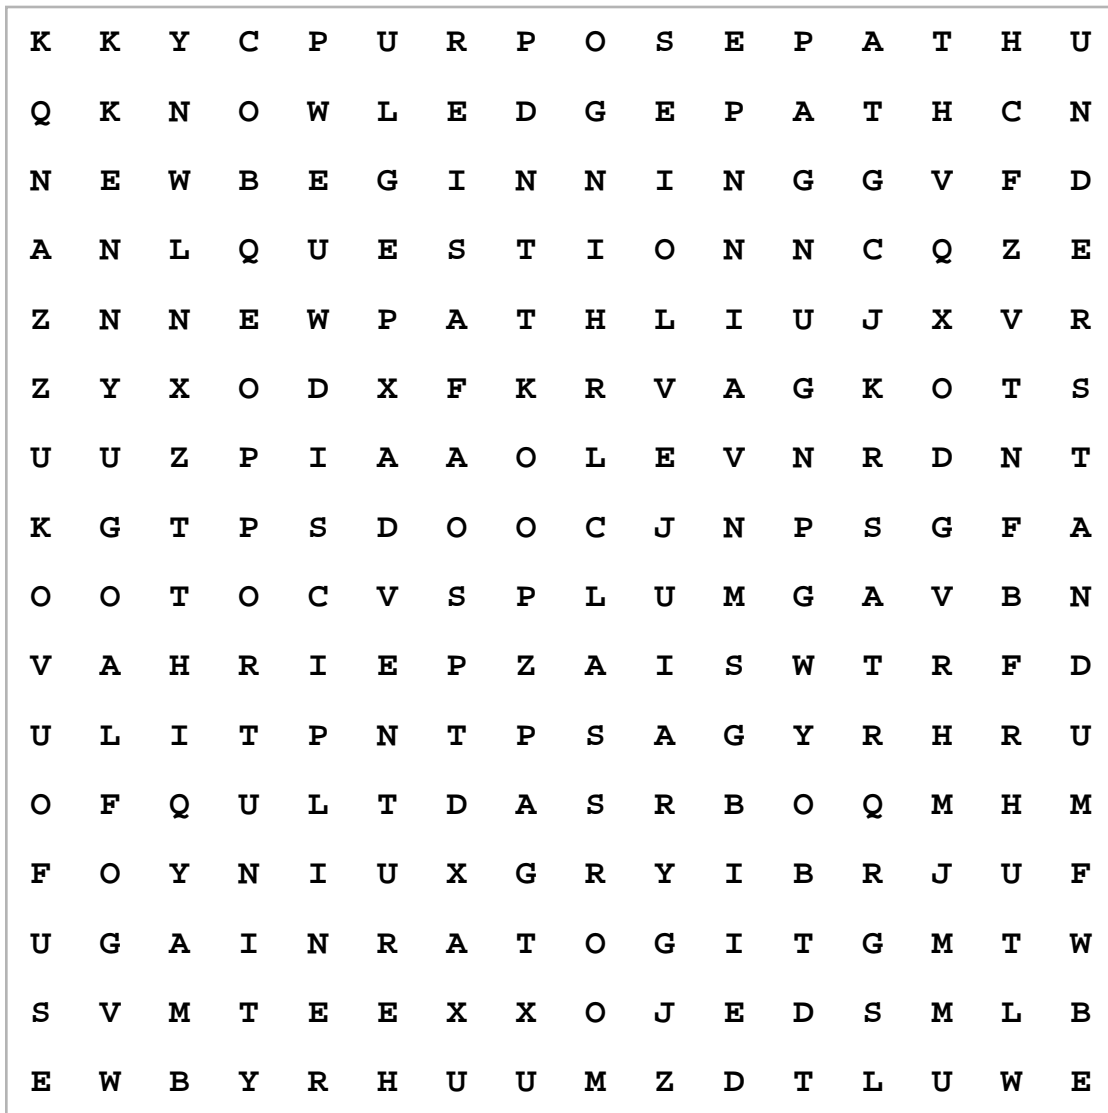 K K Y C P U R P O S E P A T H U
Q K N O W L E D G E P A T H C N
N E W B E G I N N I N G G V F D
A N L Q U E S T I O N N C Q Z E
Z N N E W P A T H L I U J X V R
Z Y X O D X F K R V A G K O T S
U U Z P I A A O L E V N R D N T
K G T P S D O O C J N P S G F A
O O T O C V S P L U M G A V B N
V A H R I E P Z A I S W T R F D
U L I T P N T P S A G Y R H R U
O F Q U L T D A S R B O Q M H M
F O Y N I U X G R Y I B R J U F
U G A I N R A T O G I T G M T W
S V M T E E X X O J E D S M L B
E W B Y R H U U M Z D T L U W E